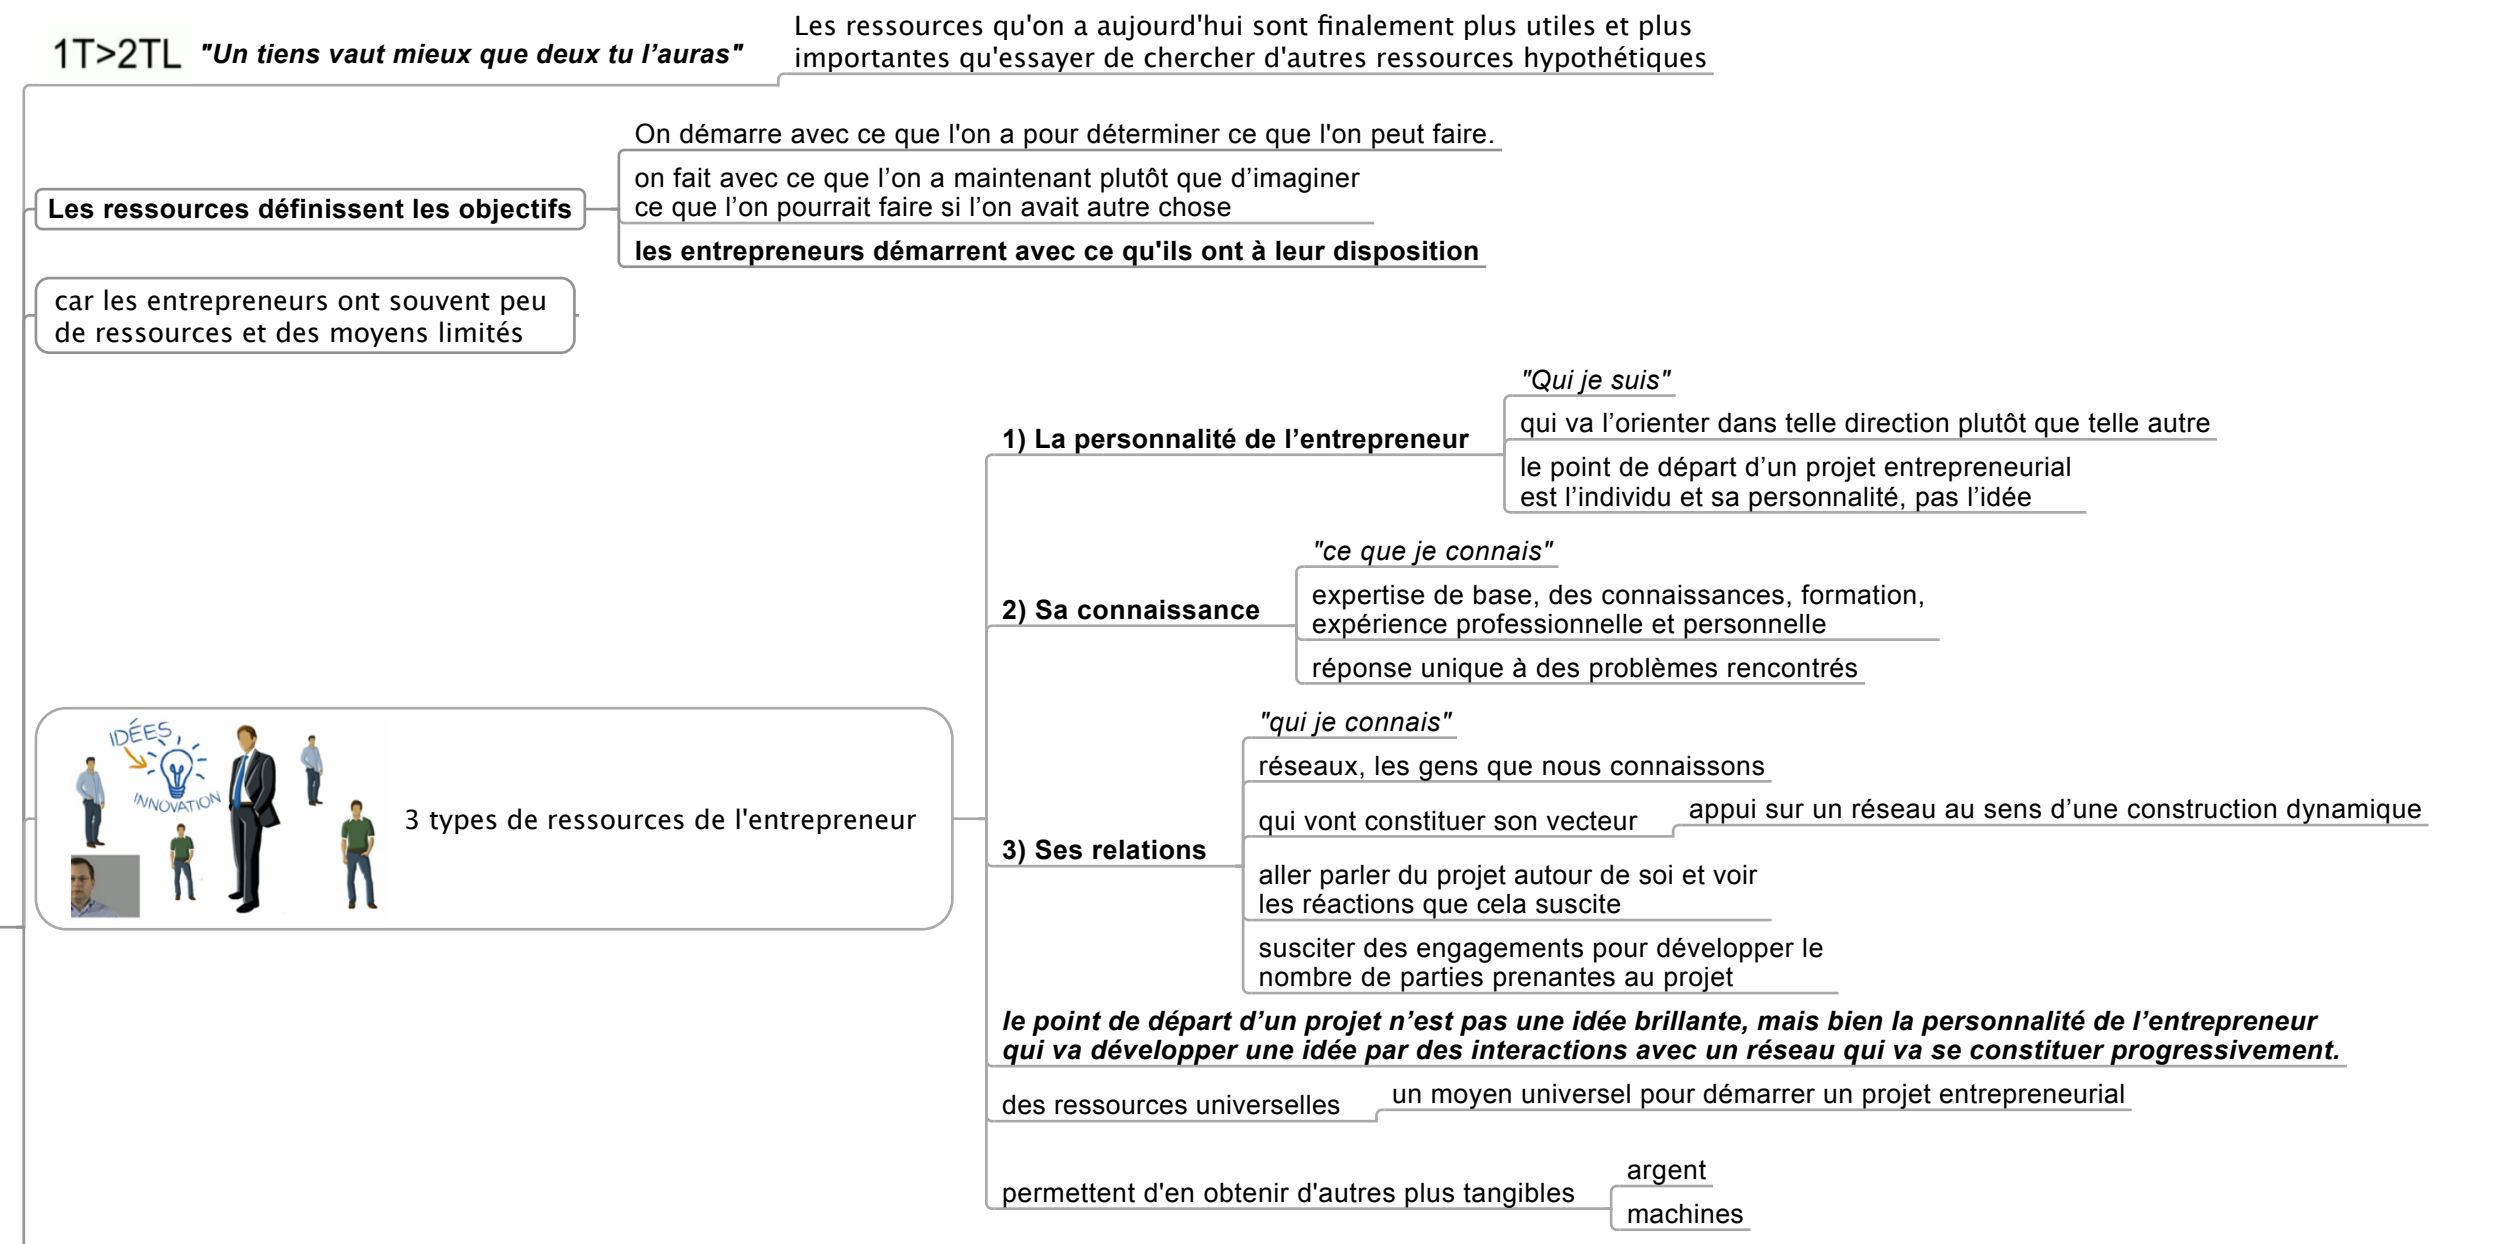 1T>2TL "Un tiens vaut mieux que deux tu l’auras"
Les ressources qu'on a aujourd'hui sont finalement plus utiles et plus
importantes qu'essayer de chercher d'autres ressources hypothétiques
Les ressources définissent les objectifs
On démarre avec ce que l'on a pour déterminer ce que l'on peut faire.
on fait avec ce que l’on a maintenant plutôt que d’imaginer
ce que l’on pourrait faire si l’on avait autre chose
les entrepreneurs démarrent avec ce qu'ils ont à leur disposition
car les entrepreneurs ont souvent peu
de ressources et des moyens limités
IDÉES
INNOVATION
3 types de ressources de l'entrepreneur
1) La personnalité de l’entrepreneur
"Qui je suis"
qui va l’orienter dans telle direction plutôt que telle autre
le point de départ d’un projet entrepreneurial
est l’individu et sa personnalité, pas l’idée
2) Sa connaissance
"ce que je connais"
expertise de base, des connaissances, formation,
expérience professionnelle et personnelle
réponse unique à des problèmes rencontrés
3) Ses relations
"qui je connais"
réseaux, les gens que nous connaissons
qui vont constituer son vecteur
appui sur un réseau au sens d’une construction dynamique
aller parler du projet autour de soi et voir
les réactions que cela suscite
susciter des engagements pour développer le
nombre de parties prenantes au projet
le point de départ d’un projet n’est pas une idée brillante, mais bien la personnalité de l’entrepreneur
qui va développer une idée par des interactions avec un réseau qui va se constituer progressivement.
des ressources universelles
un moyen universel pour démarrer un projet entrepreneurial
permettent d'en obtenir d'autres plus tangibles
argent
machines